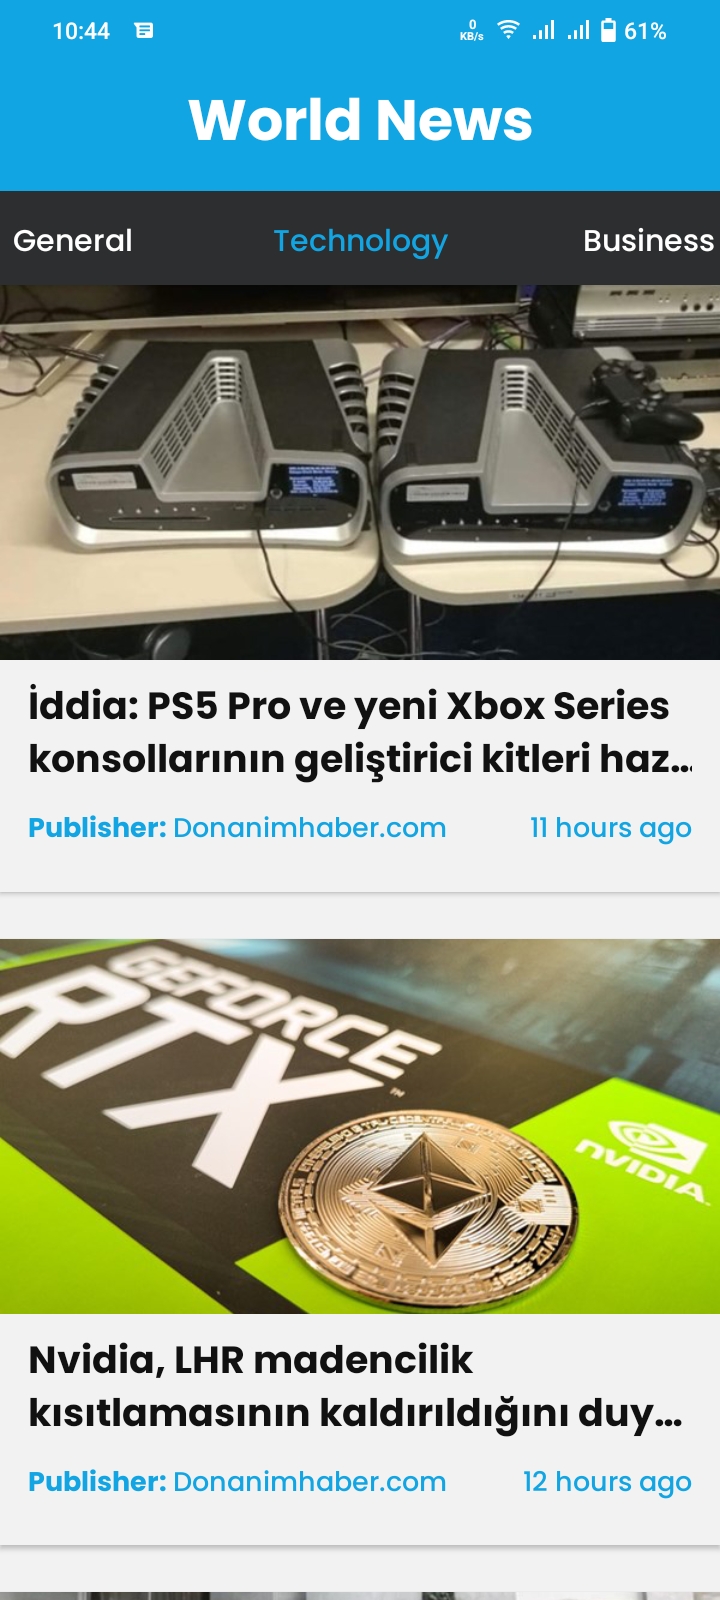 10:44
0
KB/s
61%
World News
General
Technology
Business
İddia: PS5 Pro ve yeni Xbox Series
konsollarının geliştirici kitleri haz...
Publisher: Donanimhaber.com
11 hours ago
GEFORCE
RTX
™
NVIDIA
Nvidia, LHR madencilik
kısıtlamasının kaldırıldığını duy...
Publisher: Donanimhaber.com
12 hours ago